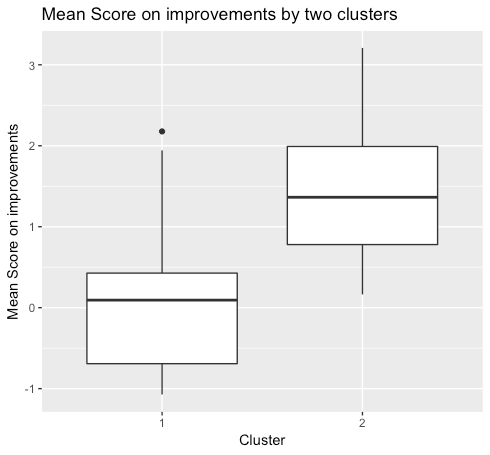 Mean Score on improvements by two clusters
Mean Score on improvements
3
2
1
0
-1
1
2
Cluster